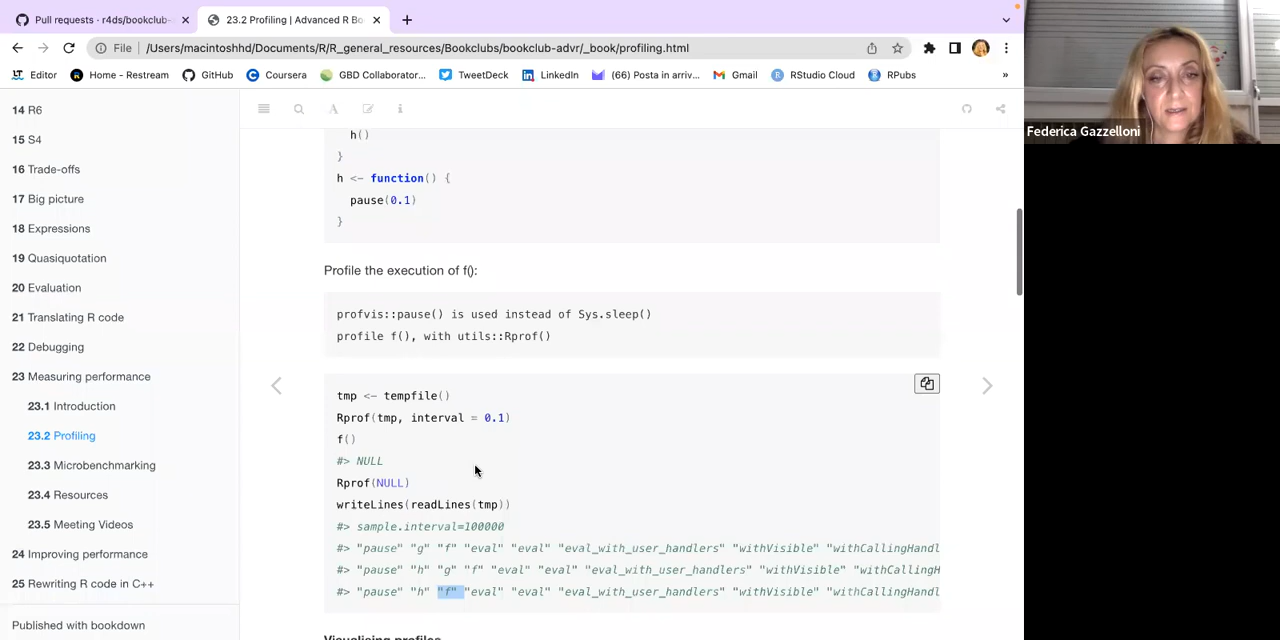 Pull requests · r4ds/bookclub-
23.2 Profiling | Advanced R Bo
File /Users/macintoshhd/Documents/R/R_general_resources/Bookclubs/bookclub-advr/_book/profiling.html
Editor Home - Restream GitHub Coursera GBD Collaborator... TweetDeck LinkedIn (66) Posta in arriv... Gmail RStudio Cloud RPubs »
Federica Gazzelloni
14 R6
15 S4
16 Trade-offs
17 Big picture
18 Expressions
19 Quasiquotation
20 Evaluation
21 Translating R code
22 Debugging
23 Measuring performance
23.1 Introduction
23.2 Profiling
23.3 Microbenchmarking
23.4 Resources
23.5 Meeting Videos
24 Improving performance
25 Rewriting R code in C++
Published with bookdown
h()
}
h <- function() {
pause(0.1)
}
Profile the execution of f():
profvis::pause() is used instead of Sys.sleep()
profile f(), with utils::Rprof()
tmp <- tempfile()
Rprof(tmp, interval = 0.1)
f()
#> NULL
Rprof(NULL)
writeLines(readLines(tmp))
#> sample.interval=100000
#> "pause" "g" "f" "eval" "eval" "eval_with_user_handlers" "withVisible" "withCallingHandl
#> "pause" "h" "g" "f" "eval" "eval" "eval_with_user_handlers" "withVisible" "withCallingH
#> "pause" "h" "f" "eval" "eval" "eval_with_user_handlers" "withVisible" "withCallingHandl
Visualising profiles